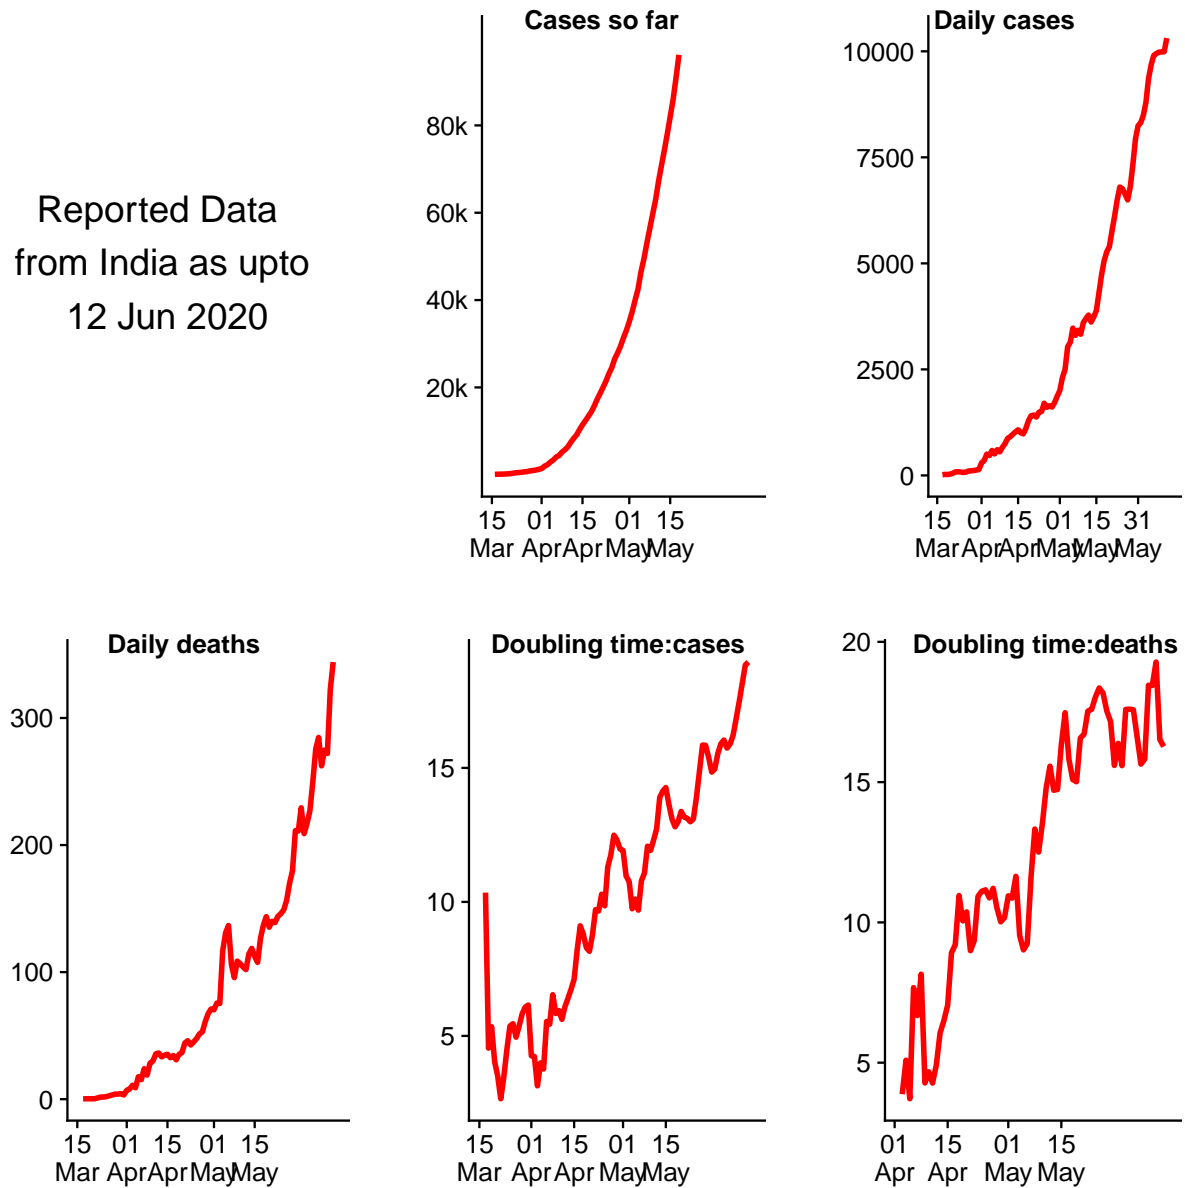 Cases so far
Daily cases
80k
60k
40k
20k
15 01 15 01 15
Mar Apr Apr May May
10000
7500
5000
2500
0
15 01 15 01 15 31
Mar Apr Apr May May May
Reported Data
from India as upto
12 Jun 2020
Daily deaths
300
200
100
0
15 01 15 01 15
Mar Apr Apr May May
Doubling time:cases
15
10
5
15 01 15 01 15
Mar Apr Apr May May
Doubling time:deaths
20
15
10
5
01 15 01 15
Apr Apr May May